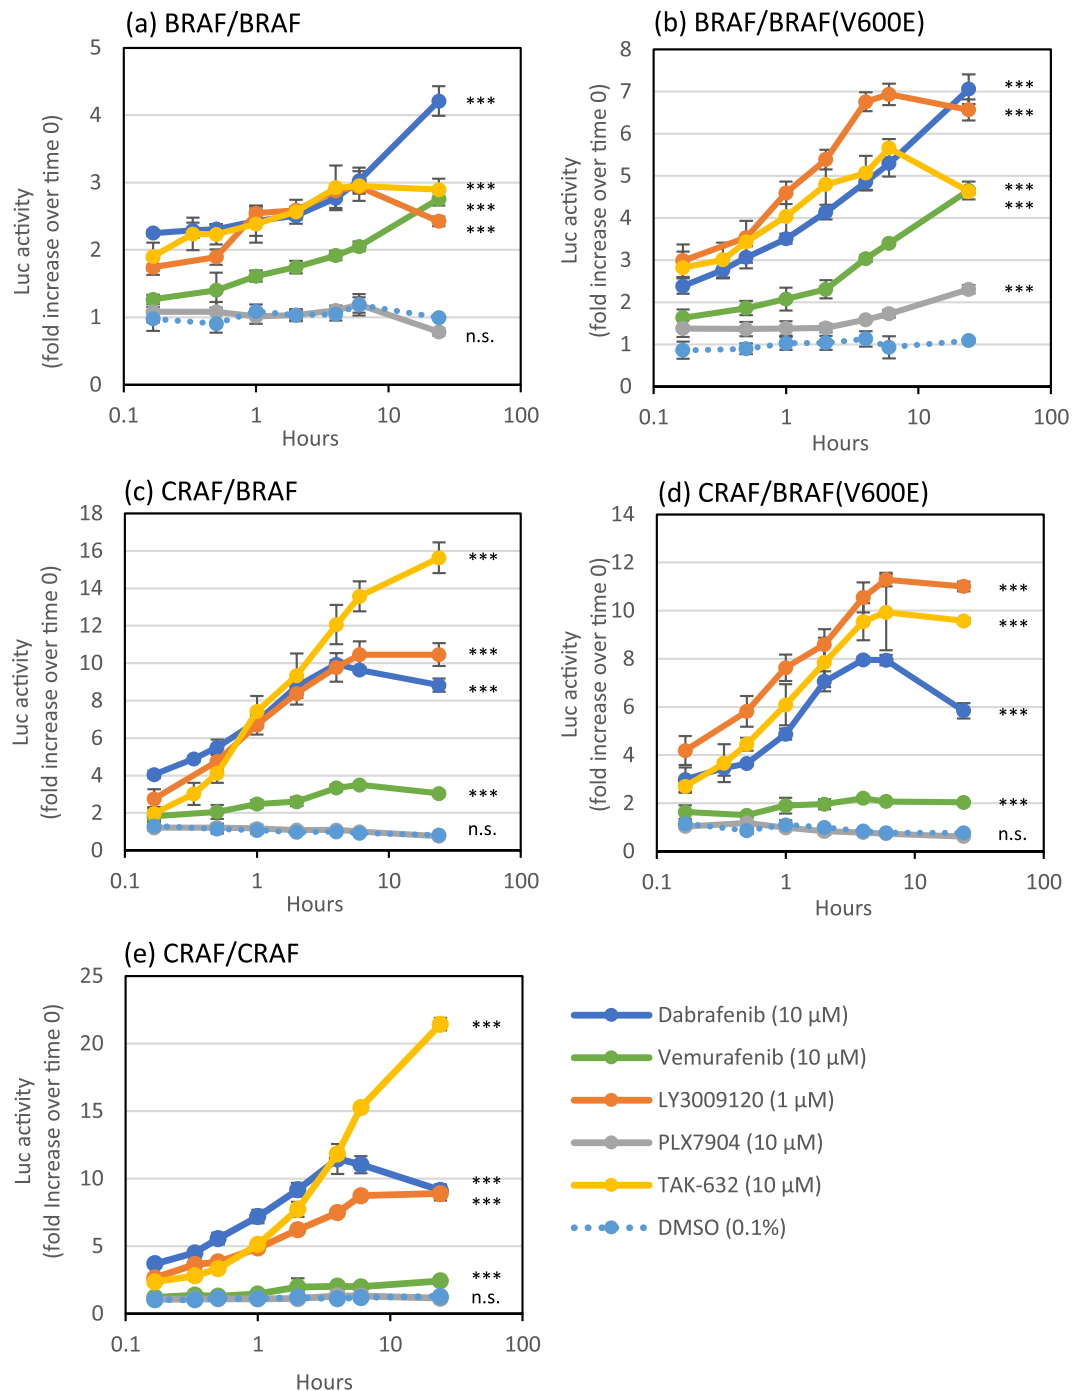 (a) BRAF/BRAF
Luc activity
(fold increase over time 0)
5
4
3
2
1
0
0.1
1
10
100
Hours
***
***
***
***
n.s.
(b) BRAF/BRAF(V600E)
Luc activity
(fold increase over time 0)
8
7
6
5
4
3
2
1
0
0.1
1
10
100
Hours
***
***
***
***
***
(c) CRAF/BRAF
Luc activity
(fold increase over time 0)
18
16
14
12
10
8
6
4
2
0
0.1
1
10
100
Hours
***
***
***
***
n.s.
(d) CRAF/BRAF(V600E)
Luc activity
(fold increase over time 0)
14
12
10
8
6
4
2
0
0.1
1
10
100
Hours
***
***
***
***
n.s.
(e) CRAF/CRAF
Luc activity
(fold Increase over time 0)
25
20
15
10
5
0
0.1
1
10
100
Hours
***
***
***
***
n.s.
Dabrafenib (10 μM)
Vemurafenib (10 μM)
LY3009120 (1 μM)
PLX7904 (10 μM)
TAK-632 (10 μM)
DMSO (0.1%)